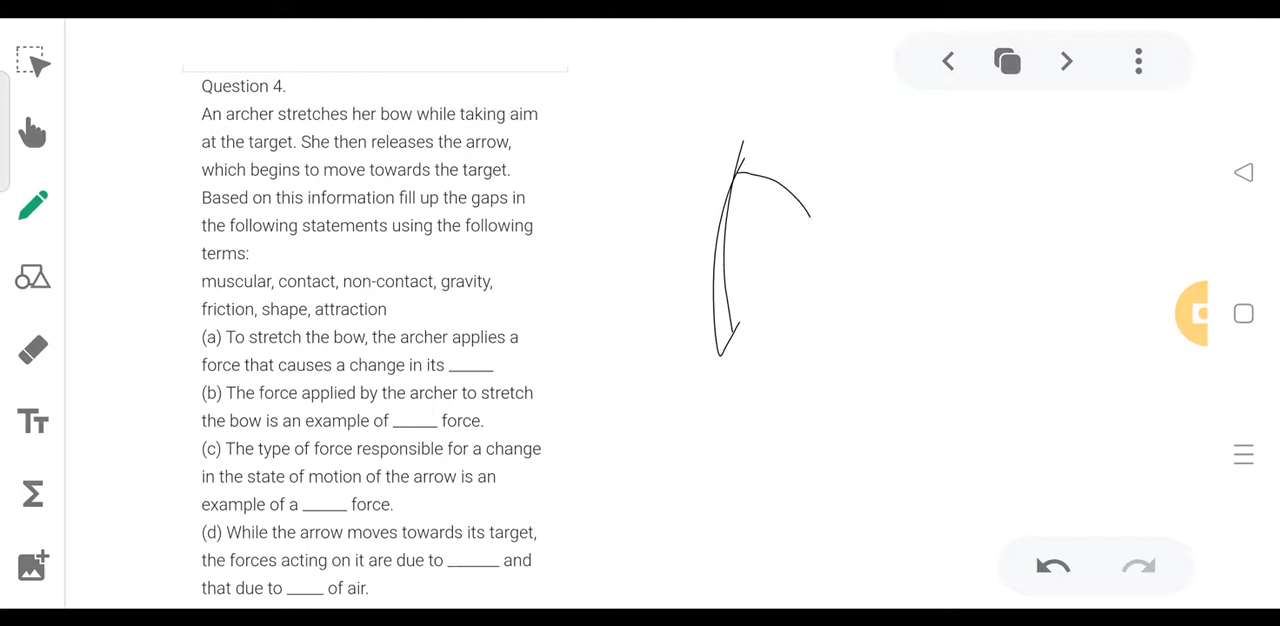 Question 4.
An archer stretches her bow while taking aim
at the target. She then releases the arrow,
which begins to move towards the target.
Based on this information fill up the gaps in
the following statements using the following
terms:
muscular, contact, non-contact, gravity,
friction, shape, attraction
(a) To stretch the bow, the archer applies a
force that causes a change in its _____
(b) The force applied by the archer to stretch
the bow is an example of _____ force.
(c) The type of force responsible for a change
in the state of motion of the arrow is an
example of a _____ force.
(d) While the arrow moves towards its target,
the forces acting on it are due to ______ and
that due to ____ of air.
TT
Σ